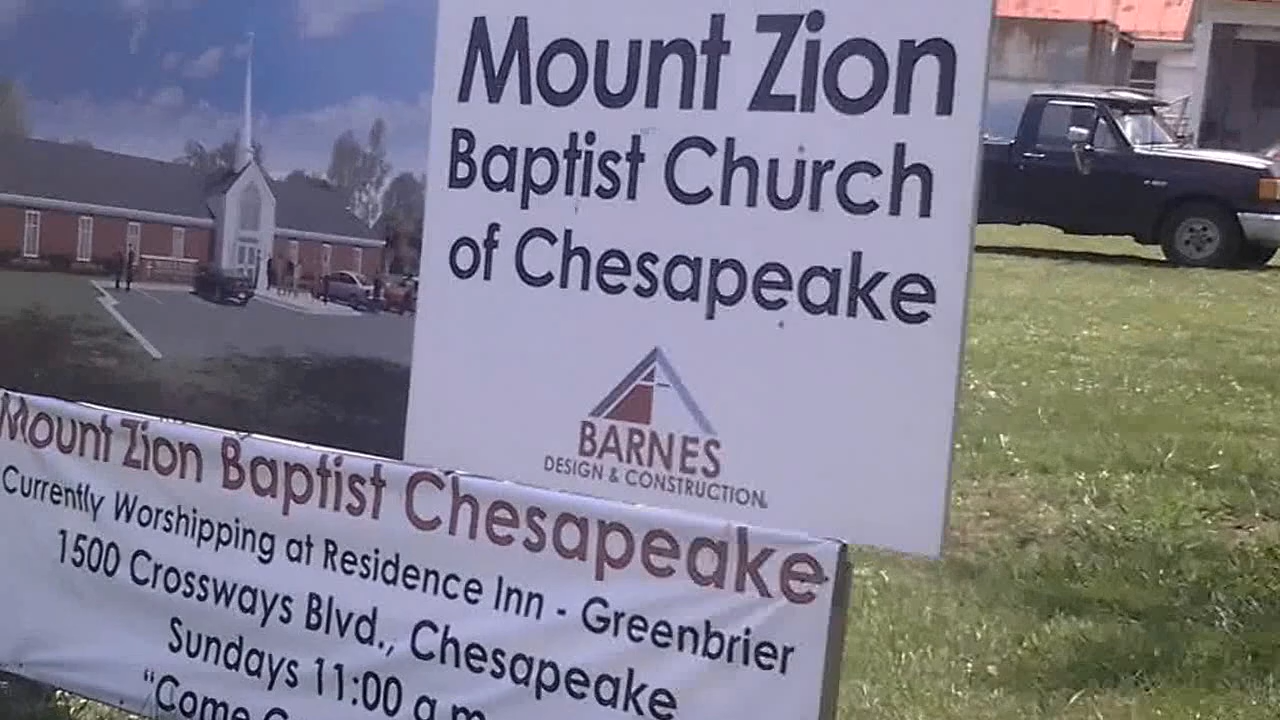 Mount Zion
Baptist Church
of Chesapeake
BARNES
DESIGN & CONSTRUCTION
Mount Zion Baptist Chesapeake
Currently Worshipping at Residence Inn - Greenbrier
1500 Crossways Blvd., Chesapeake
Sundays 11:00 a.m.
"Come